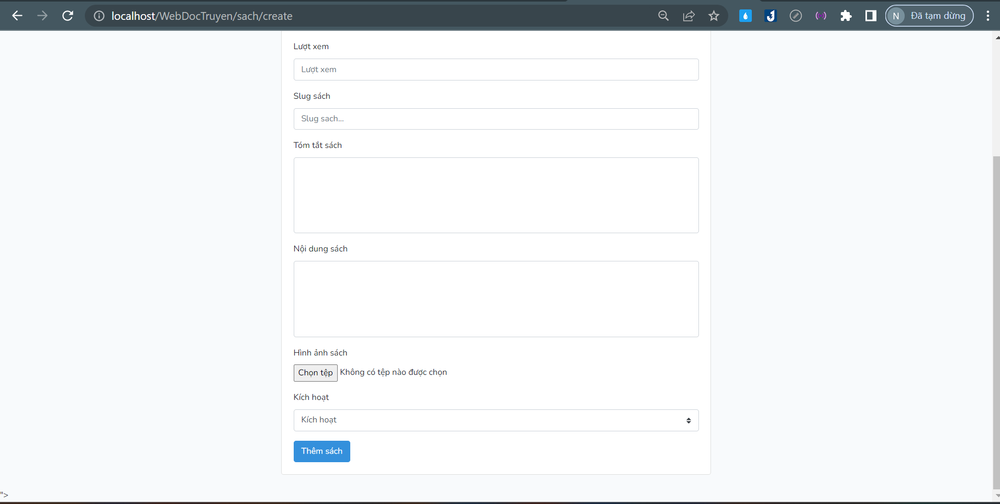 localhost/WebDocTruyen/sach/create
N Đã tạm dừng
Lượt xem
Lượt xem
Slug sách
Slug sach...
Tóm tắt sách
Nội dung sách
Hình ảnh sách
Chọn tệp Không có tệp nào được chọn
Kích hoạt
Kích hoạt
Thêm sách
">